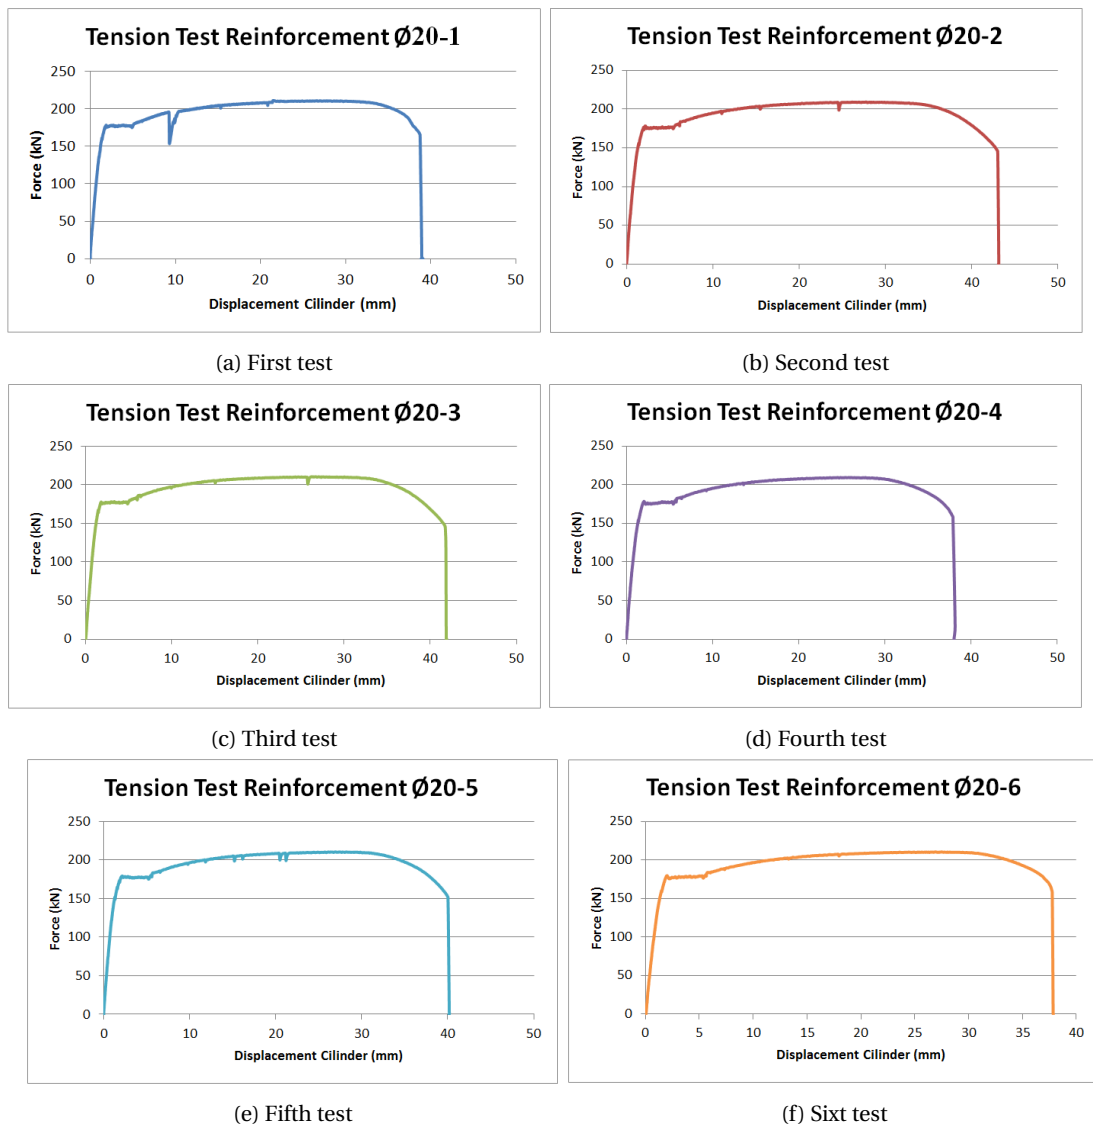 Tension Test Reinforcement Ø20-1
250
200
150
100
50
0
Force (kN)
0 10 20 30 40 50
Displacement Cilinder (mm)
(a) First test
Tension Test Reinforcement Ø20-2
250
200
150
100
50
0
Force (kN)
0 10 20 30 40 50
Displacement Cilinder (mm)
(b) Second test
Tension Test Reinforcement Ø20-3
250
200
150
100
50
0
Force (kN)
0 10 20 30 40 50
Displacement Cilinder (mm)
(c) Third test
Tension Test Reinforcement Ø20-4
250
200
150
100
50
0
Force (kN)
0 10 20 30 40 50
Displacement Cilinder (mm)
(d) Fourth test
Tension Test Reinforcement Ø20-5
250
200
150
100
50
0
Force (kN)
0 10 20 30 40 50
Displacement Cilinder (mm)
(e) Fifth test
Tension Test Reinforcement Ø20-6
250
200
150
100
50
0
Force (kN)
0 5 10 15 20 25 30 35 40
Displacement Cilinder (mm)
(f) Sixt test